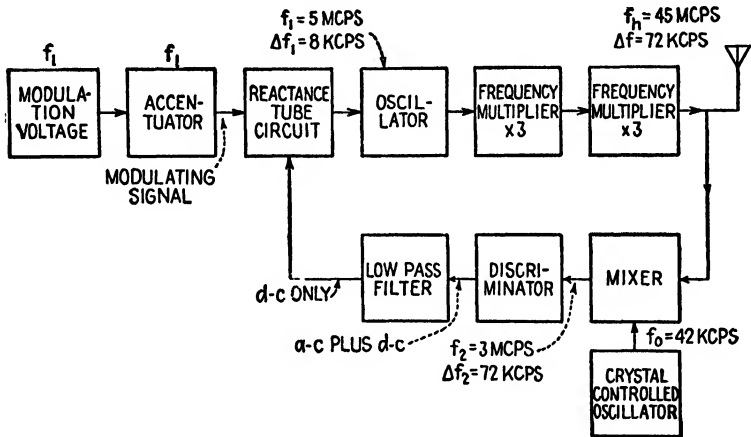 f₁
MODULA-
TION
VOLTAGE
f₁
ACCEN-
TUATOR
MODULATING
SIGNAL
REACTANCE
TUBE
CIRCUIT
f₁=5 MCPS
Δf₁=8 KCPS
OSCIL-
LATOR
FREQUENCY
MULTIPLIER
×3
FREQUENCY
MULTIPLIER
×3
fₕ=45 MCPS
Δf=72 KCPS
d-c ONLY
LOW PASS
FILTER
a-c PLUS d-c
DISCRI-
MINATOR
f₂=3 MCPS
Δf₂=72 KCPS
MIXER
f₀=42 KCPS
CRYSTAL
CONTROLLED
OSCILLATOR